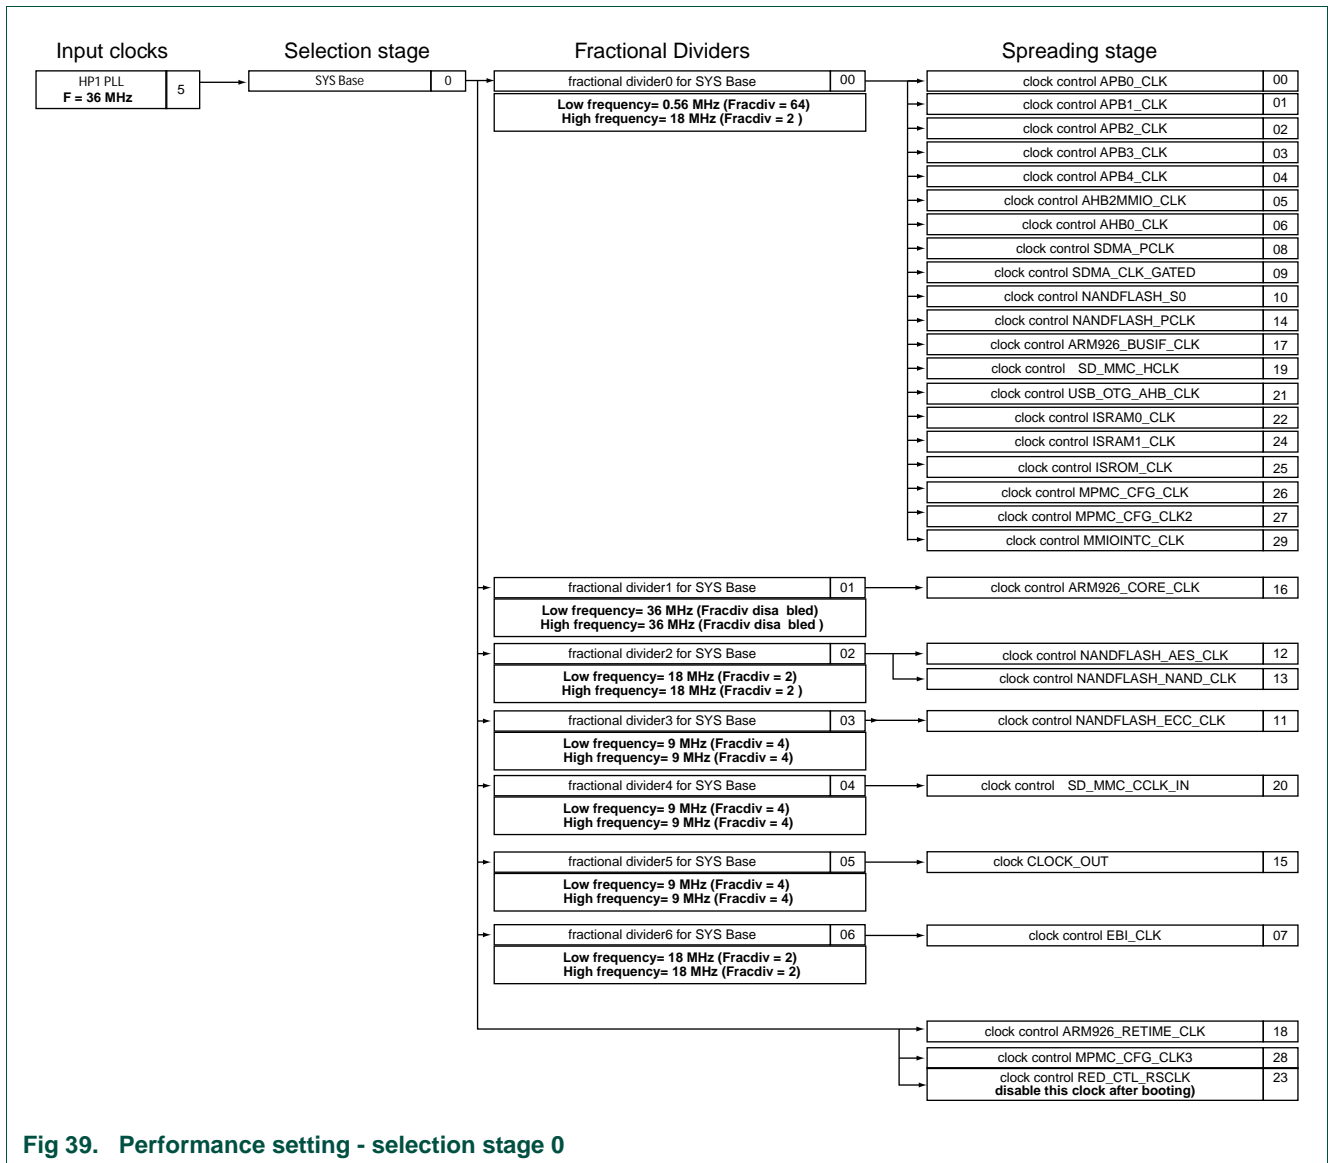 Input clocks
Selection stage
Fractional Dividers
Spreading stage
HP1 PLL
F = 36 MHz
5
SYS Base 0
fractional divider0 for SYS Base 00
Low frequency= 0.56 MHz (Fracdiv = 64)
High frequency= 18 MHz (Fracdiv = 2 )
clock control APB0_CLK 00
clock control APB1_CLK 01
clock control APB2_CLK 02
clock control APB3_CLK 03
clock control APB4_CLK 04
clock control AHB2MMIO_CLK 05
clock control AHB0_CLK 06
clock control SDMA_PCLK 08
clock control SDMA_CLK_GATED 09
clock control NANDFLASH_S0 10
clock control NANDFLASH_PCLK 14
clock control ARM926_BUSIF_CLK 17
clock control SD_MMC_HCLK 19
clock control USB_OTG_AHB_CLK 21
clock control ISRAM0_CLK 22
clock control ISRAM1_CLK 24
clock control ISROM_CLK 25
clock control MPMC_CFG_CLK 26
clock control MPMC_CFG_CLK2 27
clock control MMIOINTC_CLK 29
fractional divider1 for SYS Base 01
Low frequency= 36 MHz (Fracdiv disa bled)
High frequency= 36 MHz (Fracdiv disa bled )
clock control ARM926_CORE_CLK 16
fractional divider2 for SYS Base 02
Low frequency= 18 MHz (Fracdiv = 2)
High frequency= 18 MHz (Fracdiv = 2 )
clock control NANDFLASH_AES_CLK 12
clock control NANDFLASH_NAND_CLK 13
fractional divider3 for SYS Base 03
Low frequency= 9 MHz (Fracdiv = 4)
High frequency= 9 MHz (Fracdiv = 4)
clock control NANDFLASH_ECC_CLK 11
fractional divider4 for SYS Base 04
Low frequency= 9 MHz (Fracdiv = 4)
High frequency= 9 MHz (Fracdiv = 4)
clock control SD_MMC_CCLK_IN 20
fractional divider5 for SYS Base 05
Low frequency= 9 MHz (Fracdiv = 4)
High frequency= 9 MHz (Fracdiv = 4)
clock CLOCK_OUT 15
fractional divider6 for SYS Base 06
Low frequency= 18 MHz (Fracdiv = 2)
High frequency= 18 MHz (Fracdiv = 2)
clock control EBI_CLK 07
clock control ARM926_RETIME_CLK 18
clock control MPMC_CFG_CLK3 28
clock control RED_CTL_RSCLK 23
disable this clock after booting)
Fig 39. Performance setting - selection stage 0